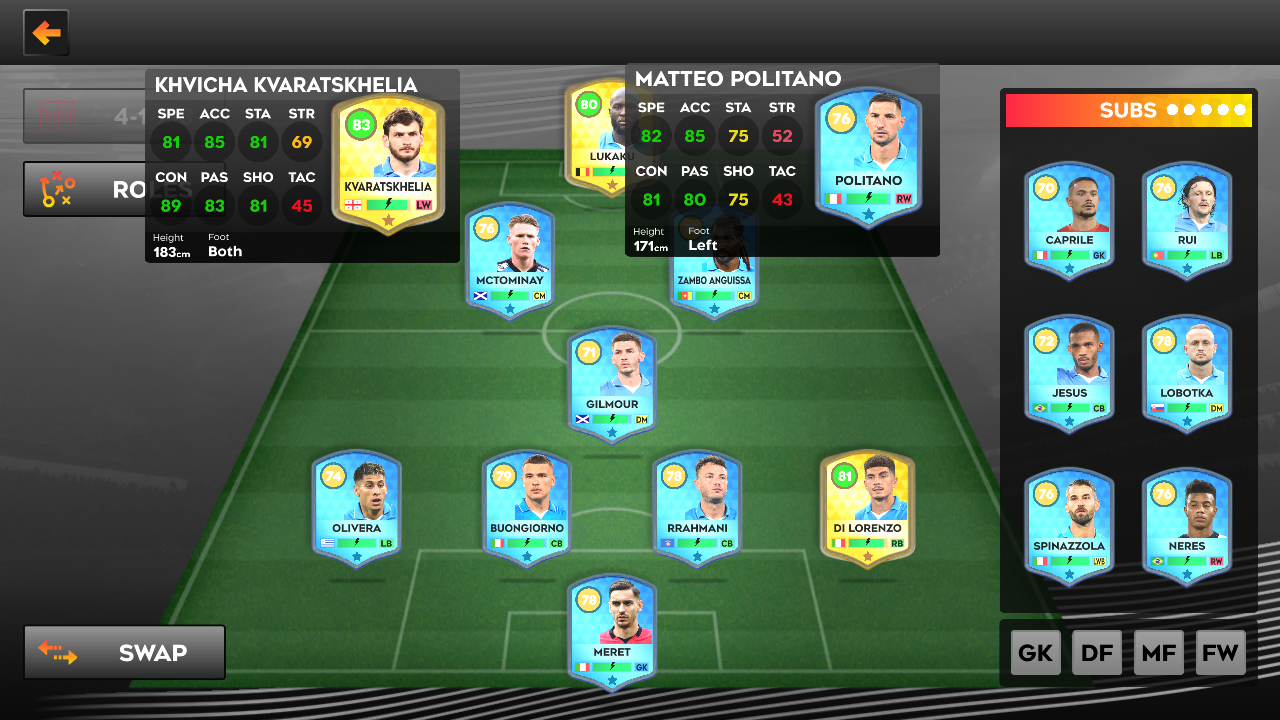 KHVICHA KVARATSKHELIA
SPE ACC STA STR
81 85 81 69
CON PAS SHO TAC
89 83 81 45
Height Foot
183cm Both
83
KVARATSKHELIA
LW
4-1
ROLES
80
LUKAKU
MATTEO POLITANO
SPE ACC STA STR
82 85 75 52
CON PAS SHO TAC
81 80 75 43
Height Foot
171cm Left
76
POLITANO
RW
76
MCTOMINAY
CM
ZAMBO ANGUISSA
CM
71
GILMOUR
DM
74
OLIVERA
LB
79
BUONGIORNO
CB
78
RRAHMANI
CB
81
DI LORENZO
RB
78
MERET
GK
SWAP
SUBS
70
CAPRILE
GK
76
RUI
LB
72
JESUS
CB
78
LOBOTKA
DM
76
SPINAZZOLA
LWB
76
NERES
RW
GK DF MF FW